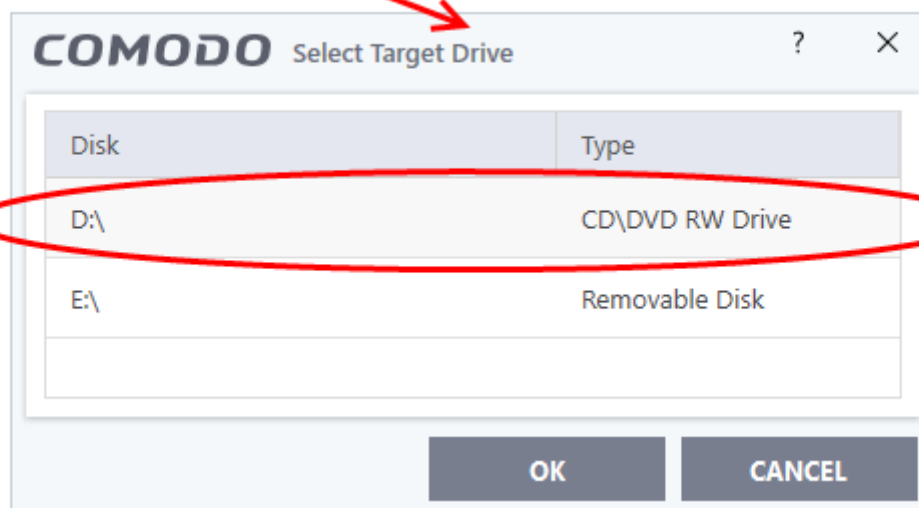 COMODO Select Target Drive ? ×
Disk Type
D:\ CD\DVD RW Drive
E:\ Removable Disk
OK CANCEL